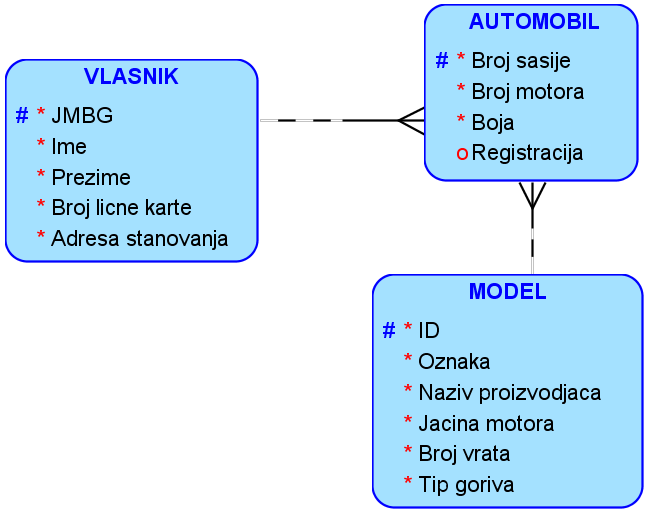 VLASNIK
# * JMBG
* Ime
* Prezime
* Broj licne karte
* Adresa stanovanja
AUTOMOBIL
# * Broj sasije
* Broj motora
* Boja
o Registracija
MODEL
# * ID
* Oznaka
* Naziv proizvodjaca
* Jacina motora
* Broj vrata
* Tip goriva